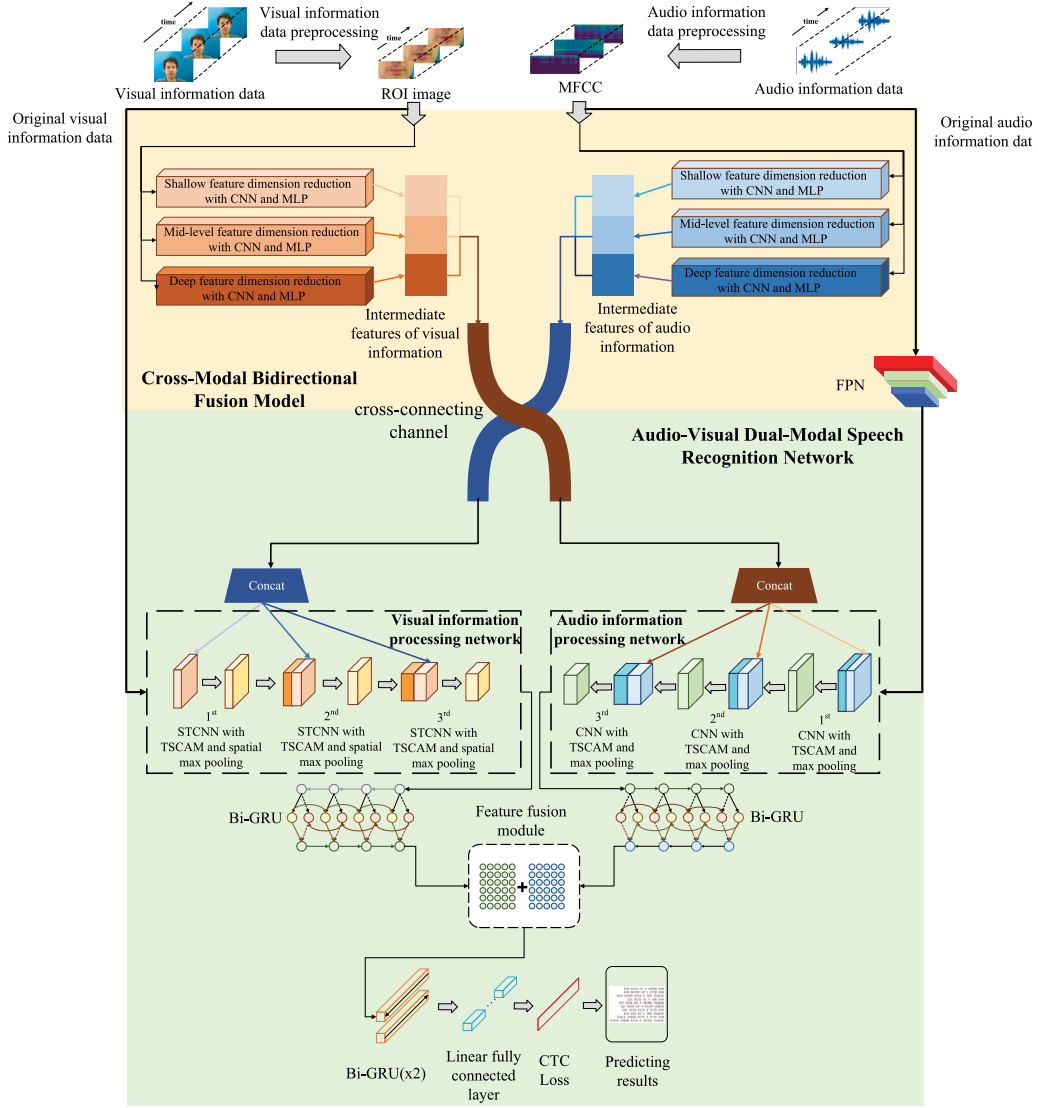 time
Visual information
data preprocessing
time
Audio information
data preprocessing
time
Visual information data
ROI image
MFCC
Audio information data
Original visual
information data
Original audio
information dat
Shallow feature dimension reduction
with CNN and MLP
Mid-level feature dimension reduction
with CNN and MLP
Deep feature dimension reduction
with CNN and MLP
Shallow feature dimension reduction
with CNN and MLP
Mid-level feature dimension reduction
with CNN and MLP
Deep feature dimension reduction
with CNN and MLP
Intermediate
features of visual
information
Intermediate
features of audio
information
Cross-Modal Bidirectional
Fusion Model
FPN
cross-connecting
channel
Audio-Visual Dual-Modal Speech
Recognition Network
Concat
Concat
Visual information
processing network
Audio information
processing network
1st
STCNN with
TSCAM and spatial
max pooling
2nd
STCNN with
TSCAM and spatial
max pooling
3rd
STCNN with
TSCAM and spatial
max pooling
3rd
CNN with
TSCAM and
max pooling
2nd
CNN with
TSCAM and
max pooling
1st
CNN with
TSCAM and
max pooling
Bi-GRU
Feature fusion
module
Bi-GRU
+
Bi-GRU(x2)
Linear fully
connected
layer
CTC
Loss
Predicting
results